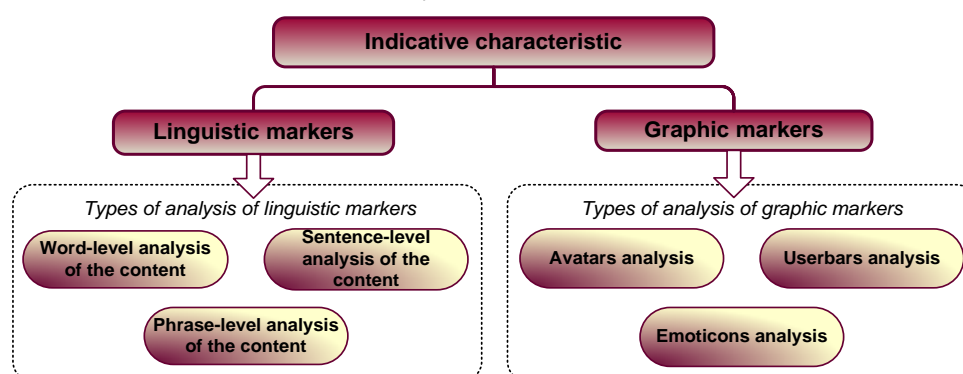 Indicative characteristic
Linguistic markers
Graphic markers
Types of analysis of linguistic markers
Word-level analysis
of the content
Sentence-level
analysis of the
content
Phrase-level analysis
of the content
Types of analysis of graphic markers
Avatars analysis
Userbars analysis
Emoticons analysis